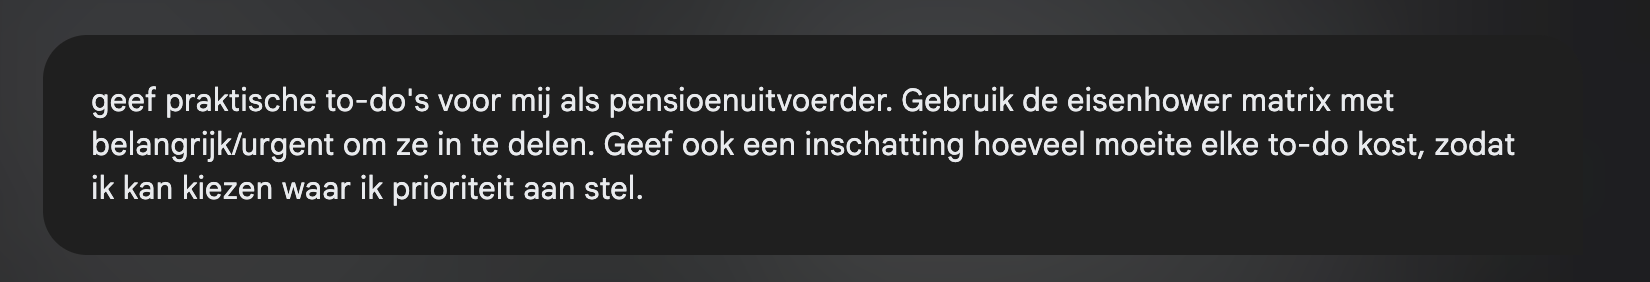 geef praktische to-do's voor mij als pensioenuitvoerder. Gebruik de eisenhower matrix met
belangrijk/urgent om ze in te delen. Geef ook een inschatting hoeveel moeite elke to-do kost, zodat
ik kan kiezen waar ik prioriteit aan stel.